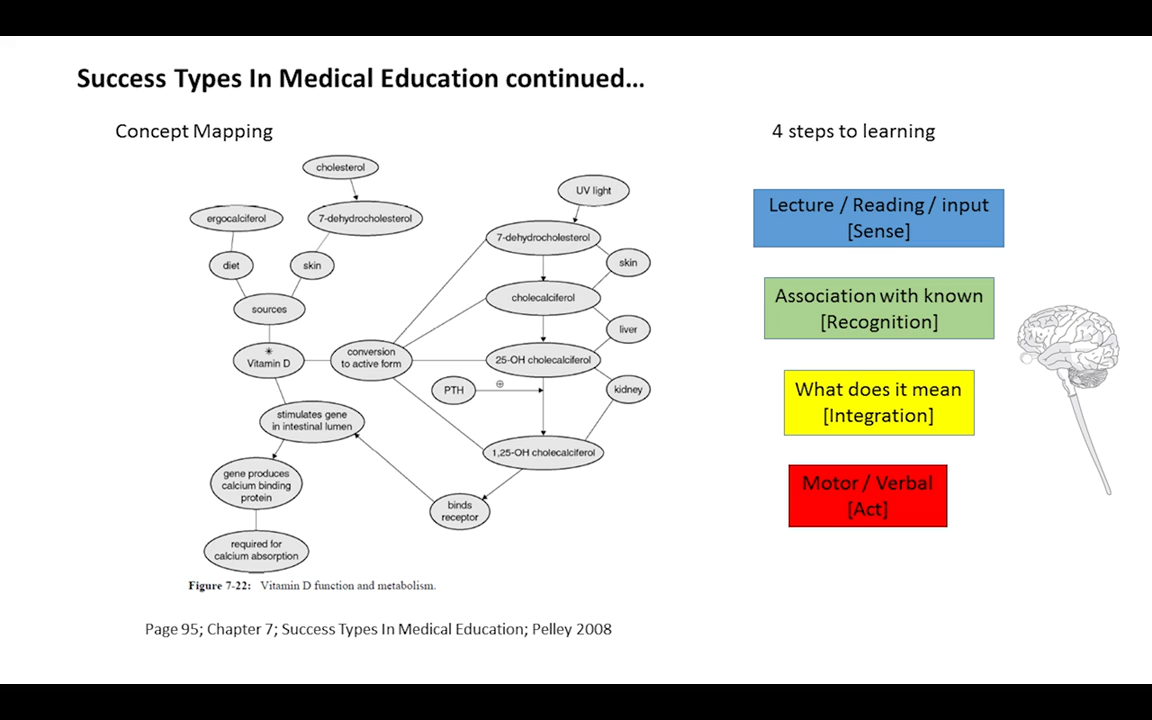 Success Types In Medical Education continued...
Concept Mapping
cholesterol
ergocalciferol
7-dehydrocholesterol
diet
skin
sources
*
Vitamin D
conversion
to active form
stimulates gene
in intestinal lumen
gene produces
calcium binding
protein
required for
calcium absorption
UV light
7-dehydrocholesterol
skin
cholecalciferol
liver
25-OH cholecalciferol
PTH
⊕
kidney
1,25-OH cholecalciferol
binds
receptor
Figure 7-22: Vitamin D function and metabolism.
Page 95; Chapter 7; Success Types In Medical Education; Pelley 2008
4 steps to learning
Lecture / Reading / input
[Sense]
Association with known
[Recognition]
What does it mean
[Integration]
Motor / Verbal
[Act]